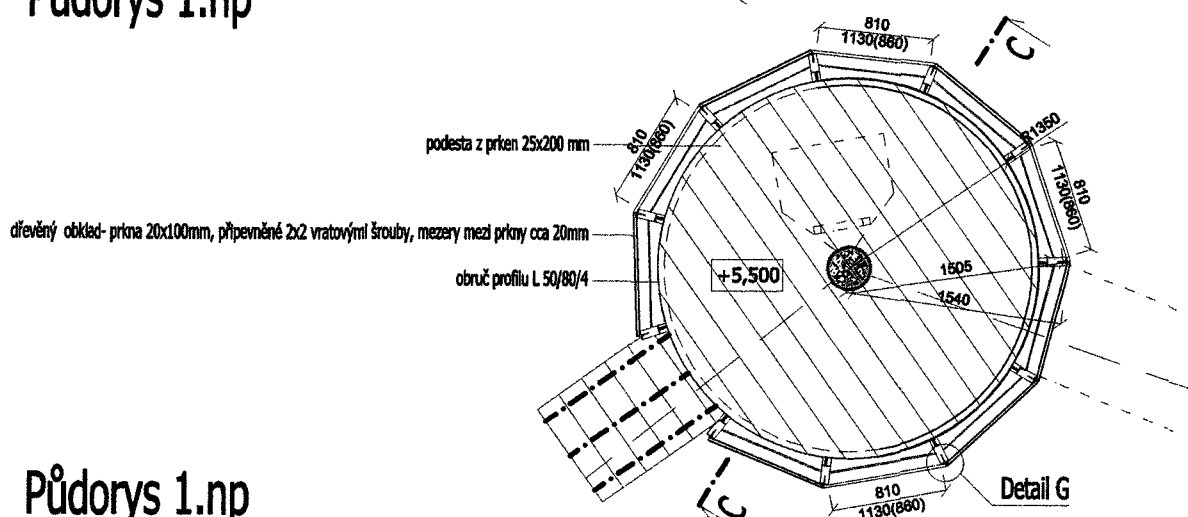 Půdorys 1.np
810
1130(860)
C
R1350
podesta z prken 25x200 mm
810
1130(860)
810
1130(860)
dřevěný obklad- prkna 20x100mm, připevněné 2x2 vratovými šrouby, mezery mezi prkny cca 20mm
obruč profilu L 50/80/4
+5,500
1505
1540
Půdorys 1.np
C
810
1130(860)
Detail G